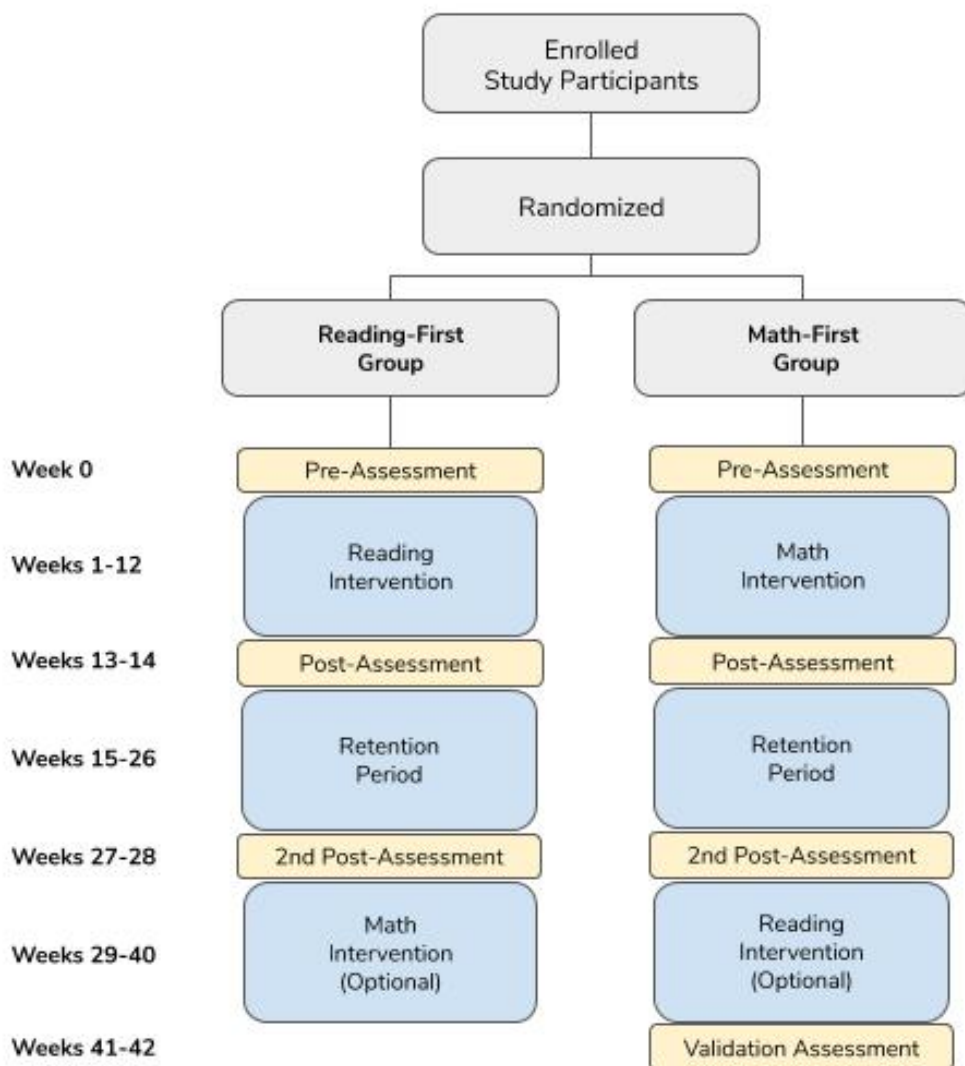 Enrolled
Study Participants
Randomized
Reading-First
Group
Math-First
Group
Week 0
Pre-Assessment
Pre-Assessment
Weeks 1-12
Reading
Intervention
Math
Intervention
Weeks 13-14
Post-Assessment
Post-Assessment
Weeks 15-26
Retention
Period
Retention
Period
Weeks 27-28
2nd Post-Assessment
2nd Post-Assessment
Weeks 29-40
Math
Intervention
(Optional)
Reading
Intervention
(Optional)
Weeks 41-42
Validation Assessment